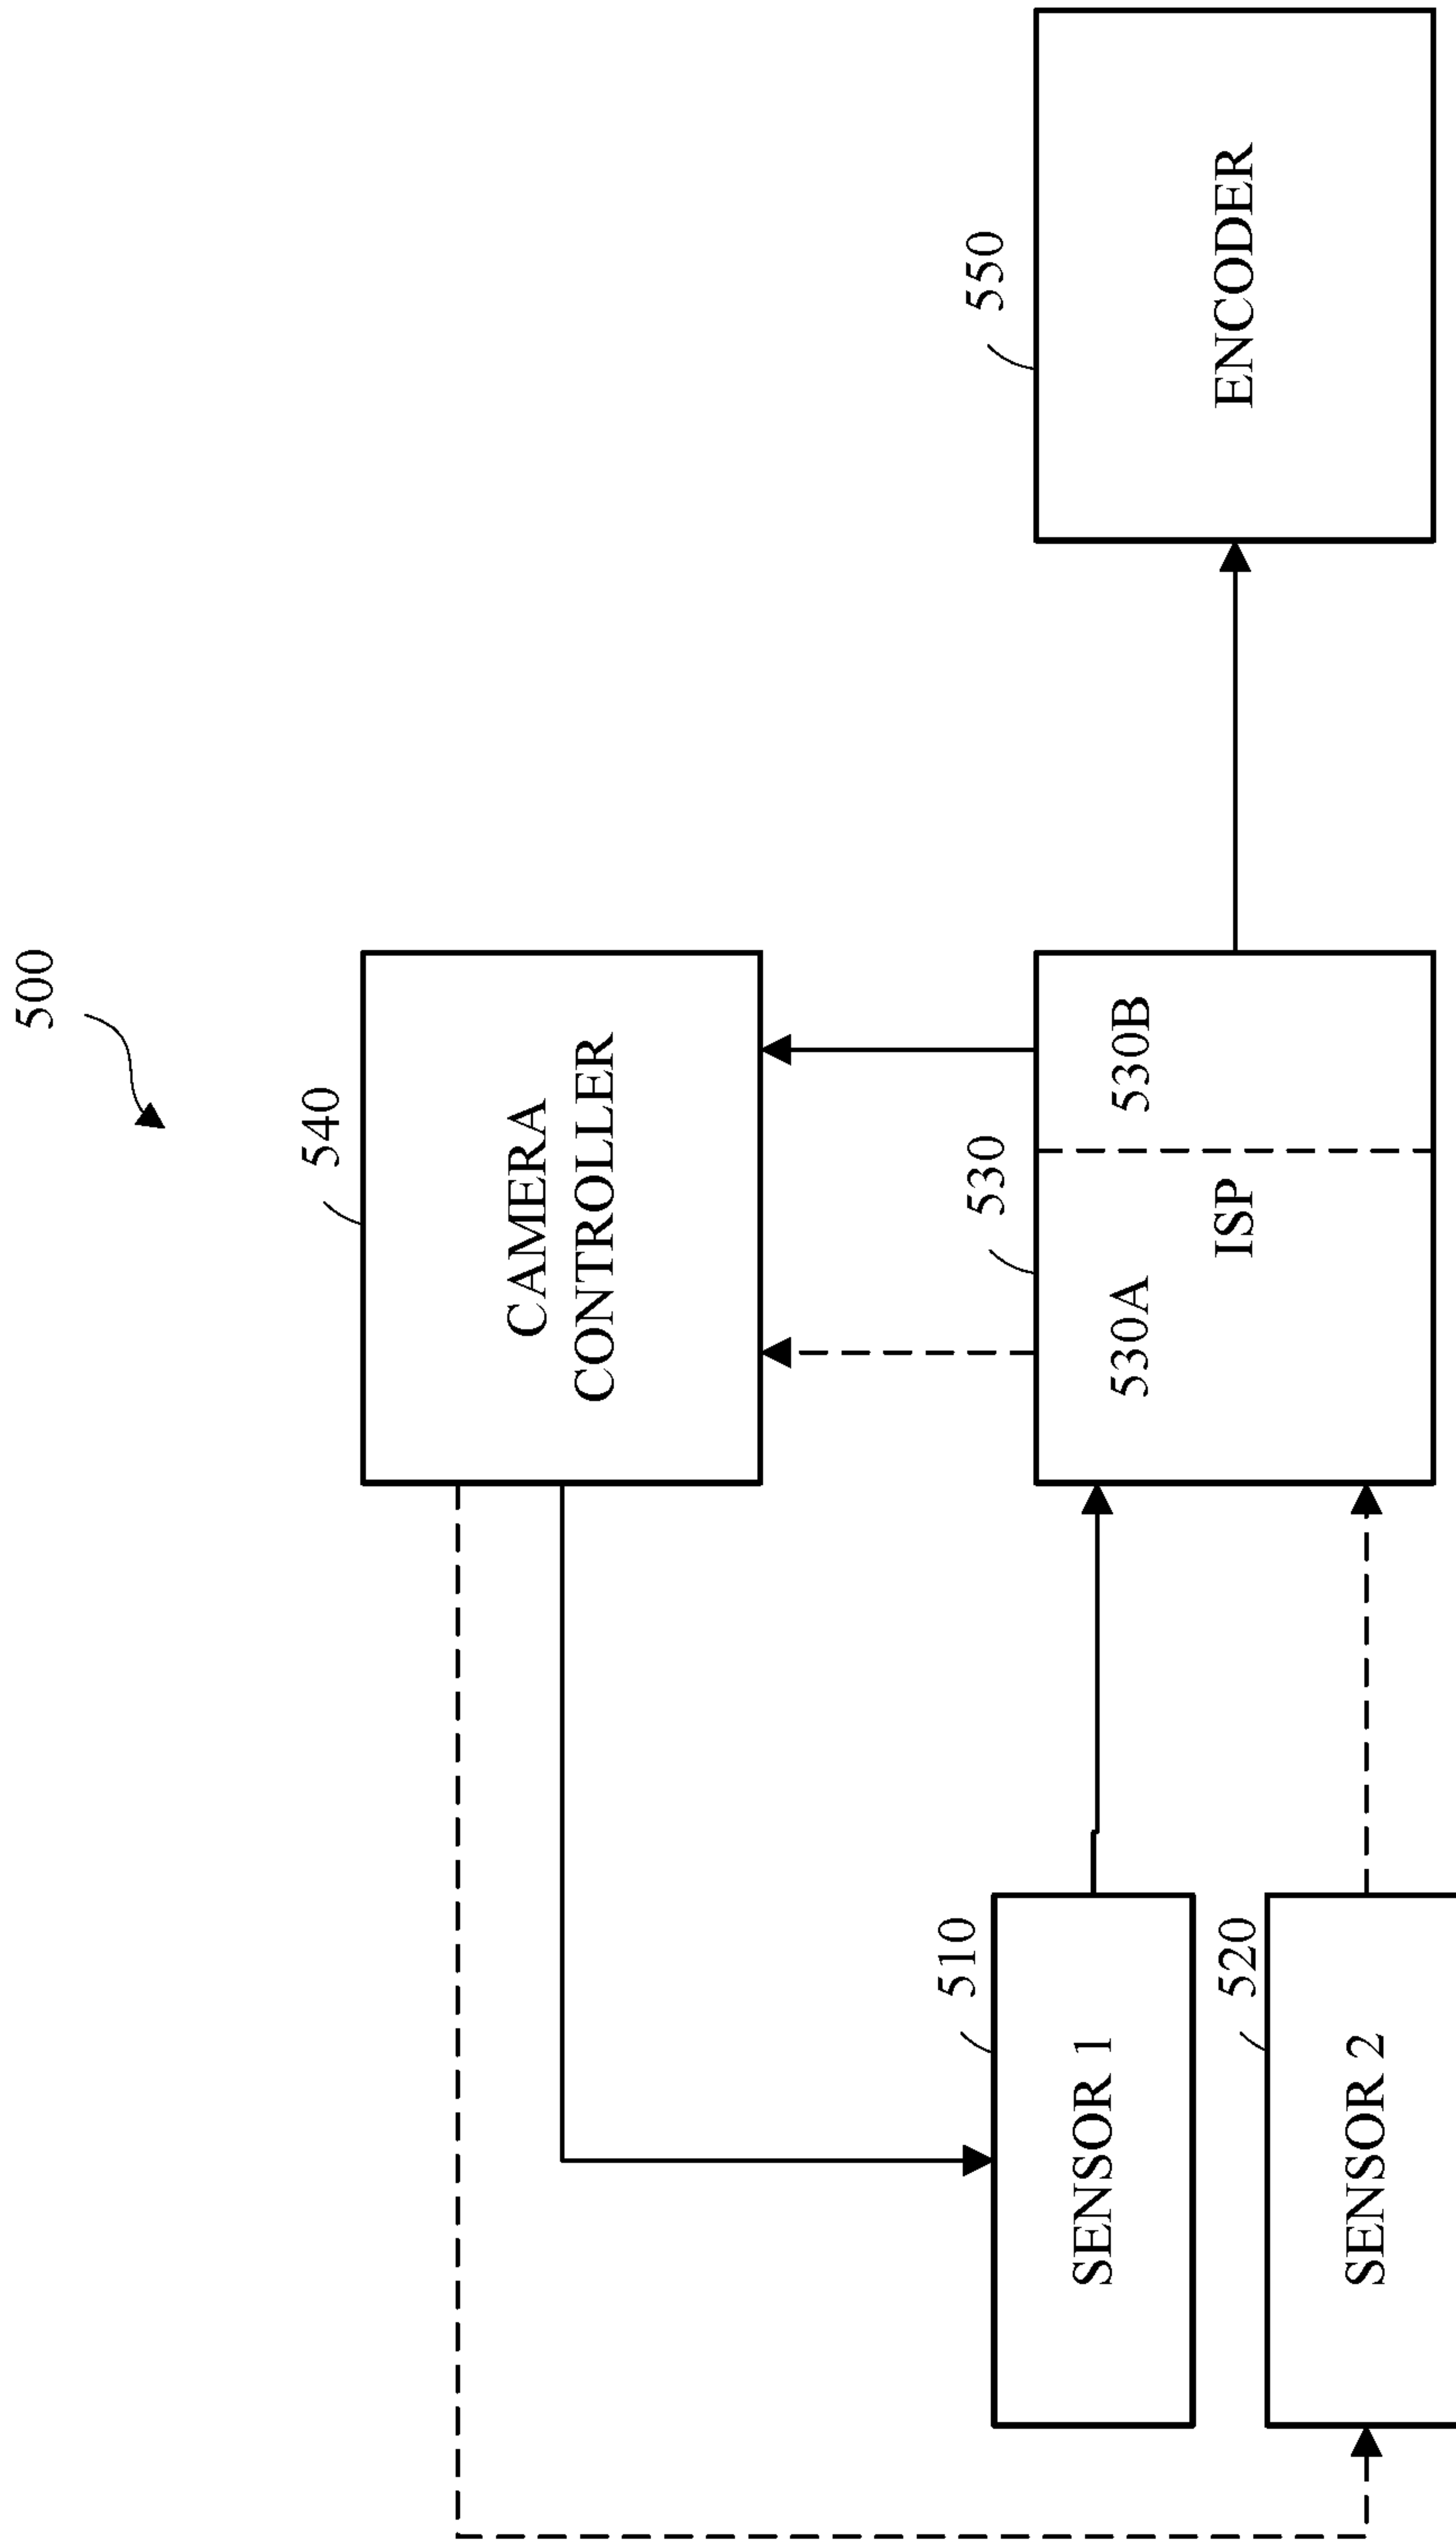 500
540
CAMERA
CONTROLLER
510
SENSOR 1
520
SENSOR 2
530
530A
530B
ISP
550
ENCODER